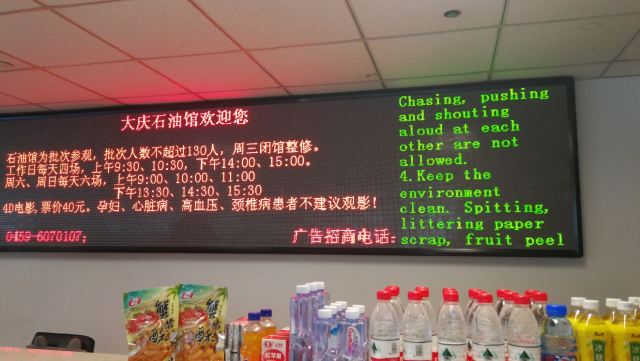 大庆石油馆欢迎您
石油馆为批次参观，批次人数不超过130人，周三闭馆整修。
工作日每天四场，上午9:30、10:30，下午14:00、15:00。
周六、周日每天六场，上午9:00、10:00、11:00
下午13:30、14:30、15:30
4D电影，票价40元。孕妇、心脏病、高血压、颈椎病患者不建议观影！
0459-6070107;
广告招商电话:
Chasing, pushing
and shouting
aloud at each
other are not
allowed.
4.Keep the
environment
clean. Spitting,
littering paper
scrap, fruit peel
蟹
蟹